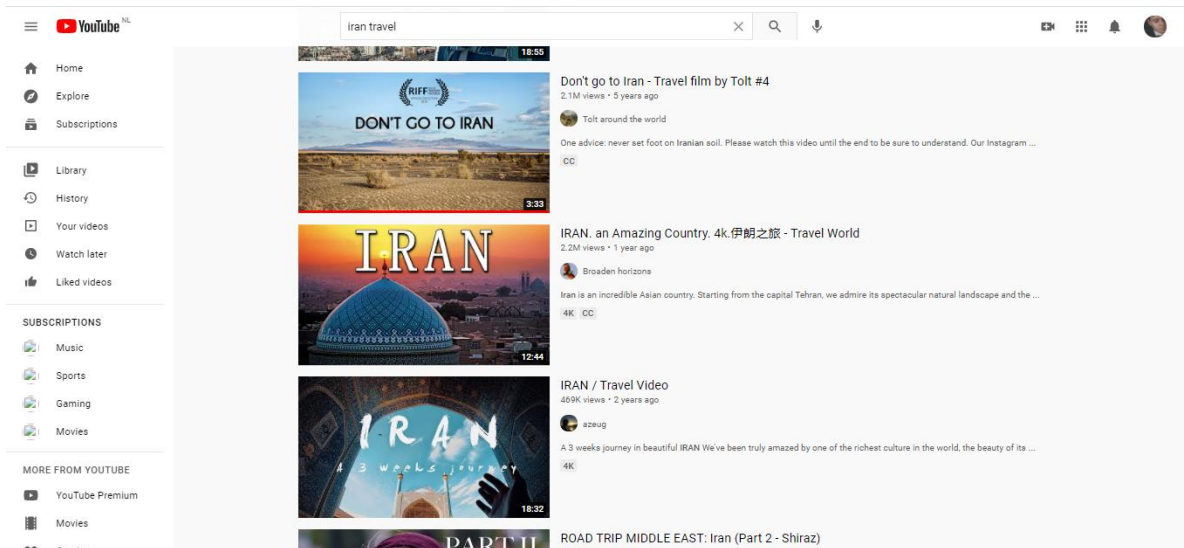 YouTube NL
iran travel
Home
Explore
Subscriptions
Library
History
Your videos
Watch later
Liked videos
SUBSCRIPTIONS
Music
Sports
Gaming
Movies
MORE FROM YOUTUBE
YouTube Premium
Movies
18:55
RIFF
DON'T GO TO IRAN
3:33
Don't go to Iran - Travel film by Tolt #4
2.1M views • 5 years ago
Tolt around the world
One advice: never set foot on Iranian soil. Please watch this video until the end to be sure to understand. Our Instagram ...
CC
IRAN
12:44
IRAN. an Amazing Country. 4k.伊朗之旅 - Travel World
2.2M views • 1 year ago
Broaden horizons
Iran is an incredible Asian country. Starting from the capital Tehran, we admire its spectacular natural landscape and the ...
4K CC
IRAN
A 3 weeks journey
18:32
IRAN / Travel Video
469K views • 2 years ago
azeug
A 3 weeks journey in beautiful IRAN We've been truly amazed by one of the richest culture in the world, the beauty of its ...
4K
PART II
ROAD TRIP MIDDLE EAST: Iran (Part 2 - Shiraz)